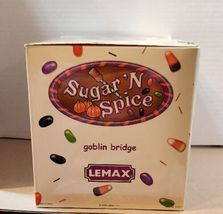 Sugar 'N
Spice
goblin bridge
LEMAX